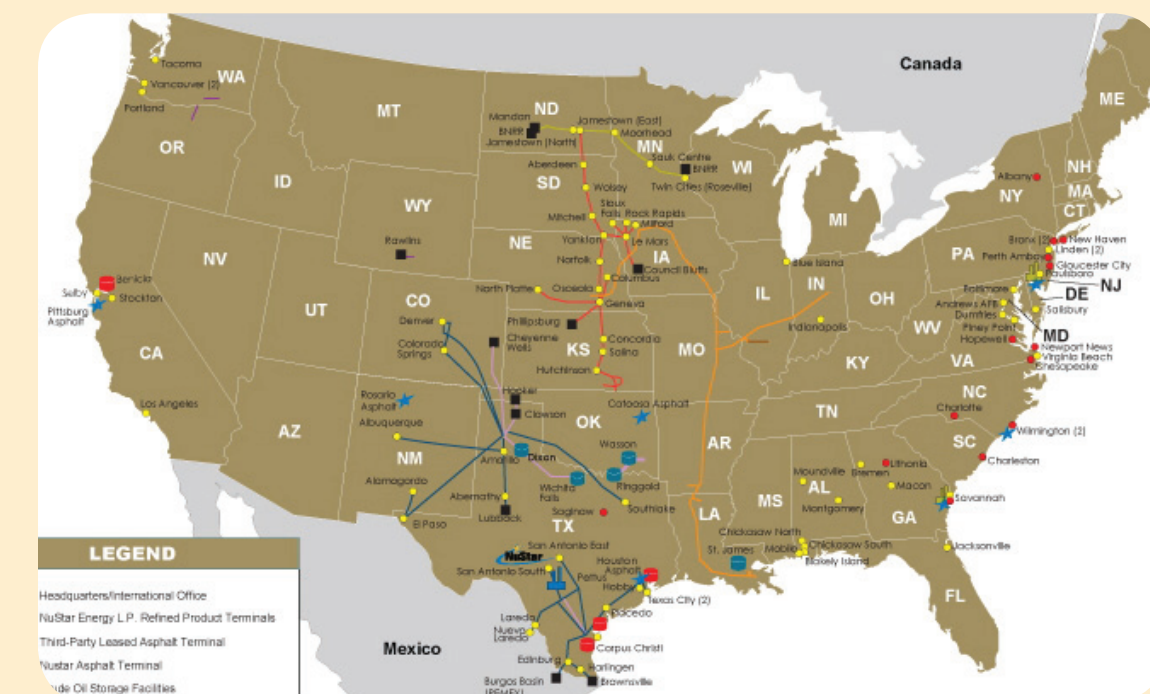 Canada
Tacoma
WA
Vancouver (2)
Portland
OR
MT
ID
WY
NV
UT
CA
AZ
CO
NM
ND
Mandan
BNRR
Jamestown (East)
Jamestown (North)
Moorhead
MN
Sauk Centre
BNRR
Twin Cities (Roseville)
WI
Aberdeen
SD
Wolsey
Sioux
Falls
Rock Rapids
Mitchell
Milford
Yankton
Le Mars
NE
IA
Norfolk
Council Bluffs
Columbus
North Platte
Osceola
Geneva
Rawlins
Phillipsburg
Concordia
KS
Salina
Hutchinson
MO
Denver
Colorado
Springs
Cheyenne
Wells
Benicia
Selby
Stockton
Pittsburg
Asphalt
Los Angeles
Rosario
Asphalt
Albuquerque
Alamogordo
El Paso
Hooker
Clawson
OK
Catoosa Asphalt
Wasson
Amarillo
Dixon
Wichita
Falls
Ringgold
Abernathy
Lubbock
Southlake
Saginaw
TX
NuStar
San Antonio East
San Antonio South
Pettus
Houston
Asphalt
Hobby
Texas City (2)
Placedo
Laredo
Nuevo
Laredo
Corpus Christi
Edinburg
Harlingen
Burgos Basin
(PEMEX)
Brownsville
Mexico
AR
LA
St. James
MS
AL
Moundville
Montgomery
Chickasaw North
Chickasaw South
Mobile
Blakely Island
Bremen
Lithonia
Macon
GA
Savannah
Jacksonville
FL
TN
KY
IL
IN
Blue Island
Indianapolis
MI
OH
WV
VA
NC
Charlotte
SC
Wilmington (2)
Charleston
ME
NH
MA
CT
NY
Albany
PA
Bronx (2)
New Haven
Linden (2)
Perth Amboy
Gloucester City
Paulsboro
NJ
Baltimore
DE
Andrews AFB
Salisbury
Dumfries
Piney Point
MD
Hopewell
Newport News
Virginia Beach
Chesapeake
LEGEND
Headquarters/International Office
NuStar Energy L.P. Refined Product Terminals
Third-Party Leased Asphalt Terminal
Nustar Asphalt Terminal
Oil Storage Facilities